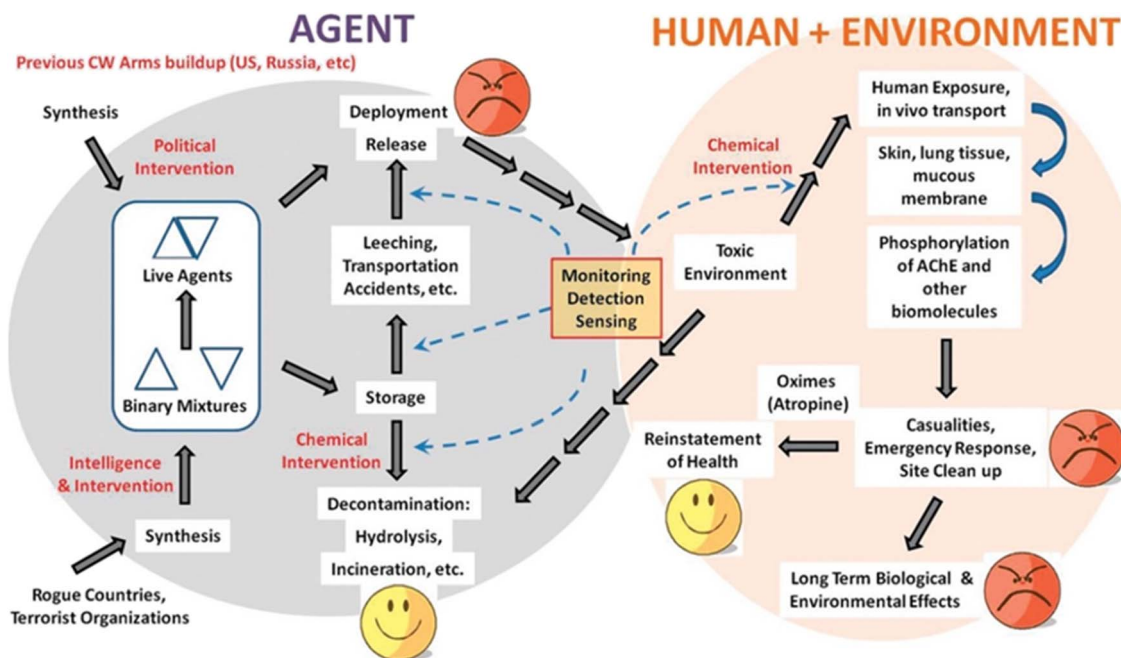 AGENT
HUMAN + ENVIRONMENT
Previous CW Arms buildup (US, Russia, etc)
Synthesis
Political
Intervention
Live Agents
Binary Mixtures
Intelligence
& Intervention
Synthesis
Rogue Countries,
Terrorist Organizations
Deployment
Release
Leeching,
Transportation
Accidents, etc.
Storage
Chemical
Intervention
Decontamination:
Hydrolysis,
Incineration, etc.
Monitoring
Detection
Sensing
Toxic
Environment
Chemical
Intervention
Human Exposure,
in vivo transport
Skin, lung tissue,
mucous
membrane
Phosphorylation
of AChE and
other
biomolecules
Oximes
(Atropine)
Reinstatement
of Health
Casualities,
Emergency Response,
Site Clean up
Long Term Biological &
Environmental Effects